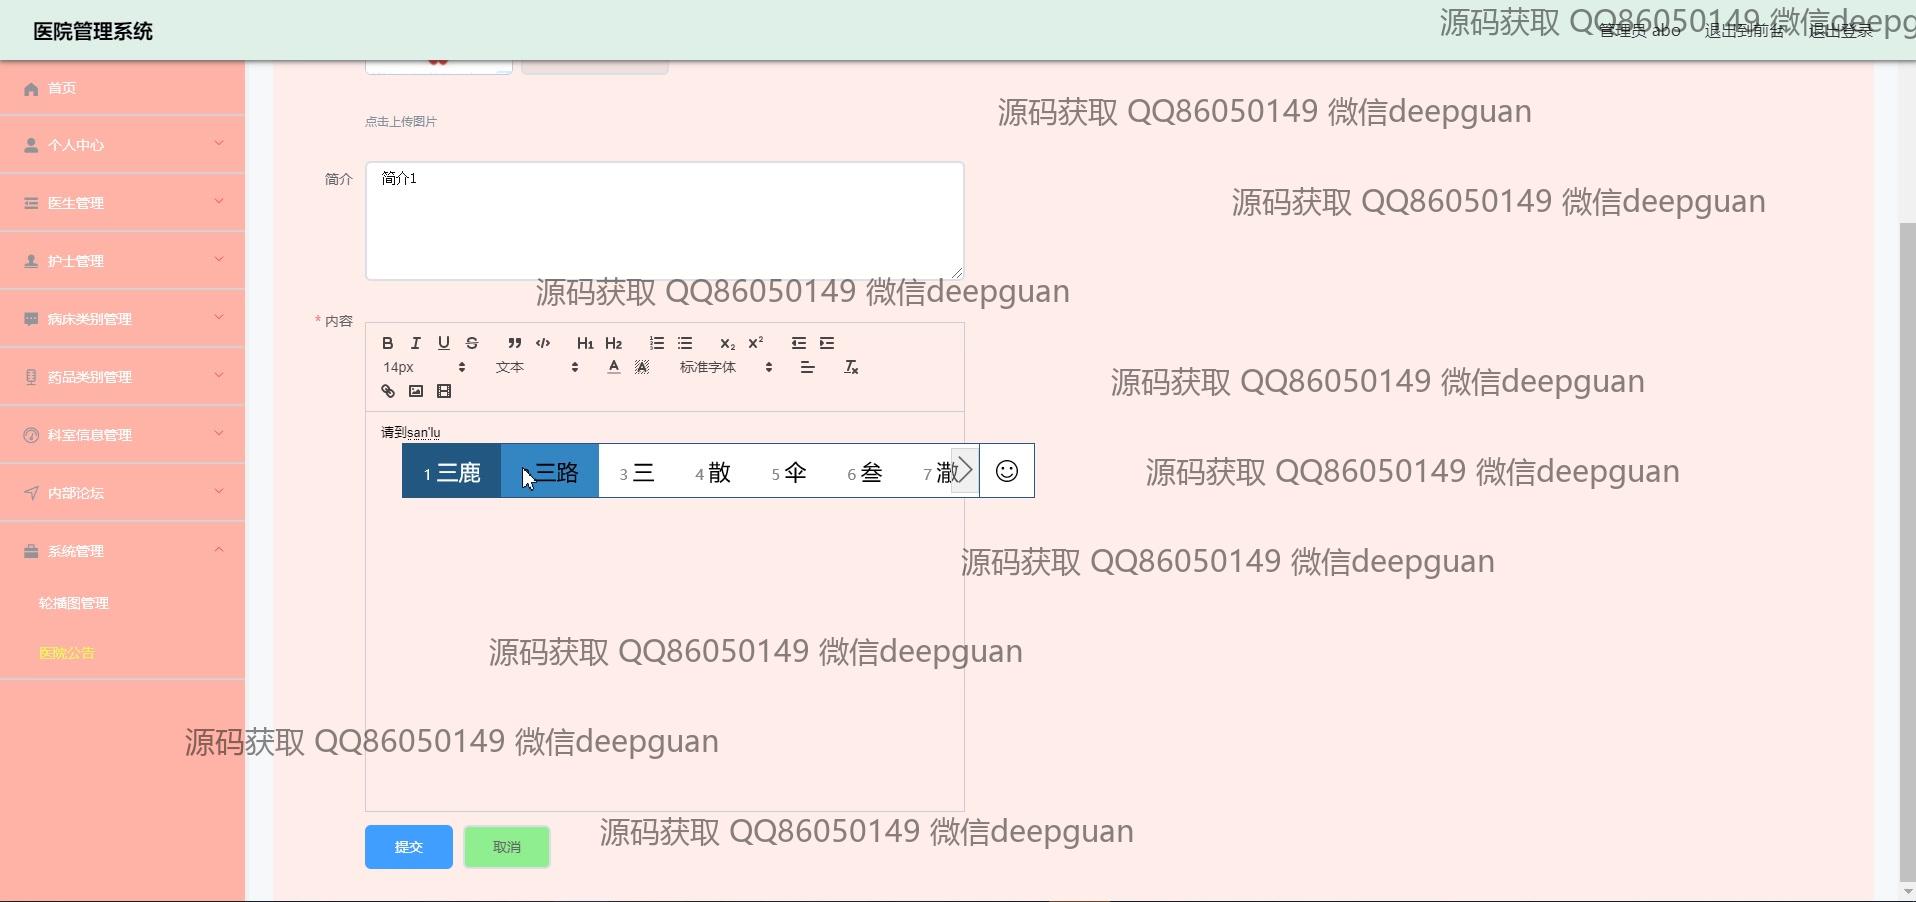 医院管理系统
源码获取 QQ86050149 微信deepg
管理员 abo 退出到前台 退出登录
首页
个人中心
医生管理
护士管理
病床类别管理
药品类别管理
科室信息管理
内部论坛
系统管理
轮播图管理
医院公告
点击上传图片
源码获取 QQ86050149 微信deepguan
简介
简介1
源码获取 QQ86050149 微信deepguan
源码获取 QQ86050149 微信deepguan
* 内容
B I U S H1 H2 X₂ X²
14px 文本 A A 标准字体 Tx
源码获取 QQ86050149 微信deepguan
请到san'lu
1 三鹿 三路 3 三 4 散 5 伞 6 叁 7 潵
源码获取 QQ86050149 微信deepguan
源码获取 QQ86050149 微信deepguan
源码获取 QQ86050149 微信deepguan
源码获取 QQ86050149 微信deepguan
源码获取 QQ86050149 微信deepguan
提交 取消